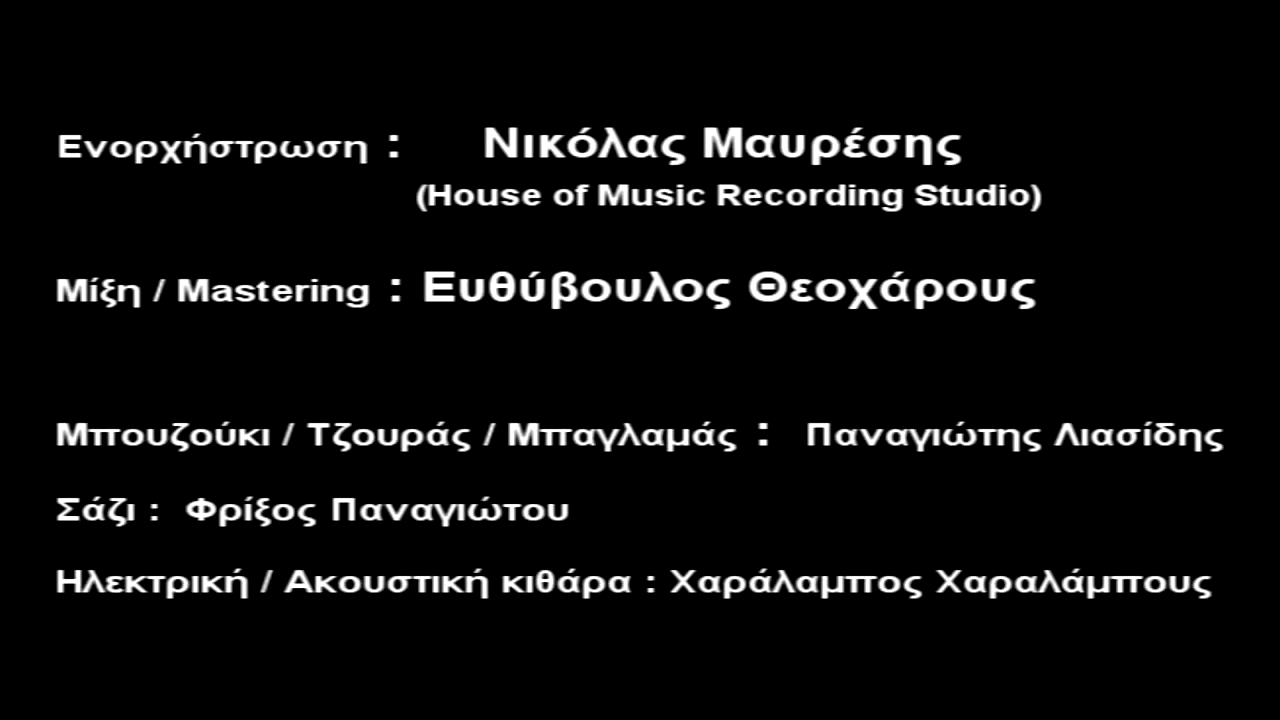 Ενορχήστρωση : Νικόλας Μαυρέσης
(House of Music Recording Studio)
Μίξη / Mastering : Ευθύβουλος Θεοχάρους
Μπουζούκι / Τζουράς / Μπαγλαμάς : Παναγιώτης Λιασίδης
Σάζι : Φρίξος Παναγιώτου
Ηλεκτρική / Ακουστική κιθάρα : Χαράλαμπος Χαραλάμπους